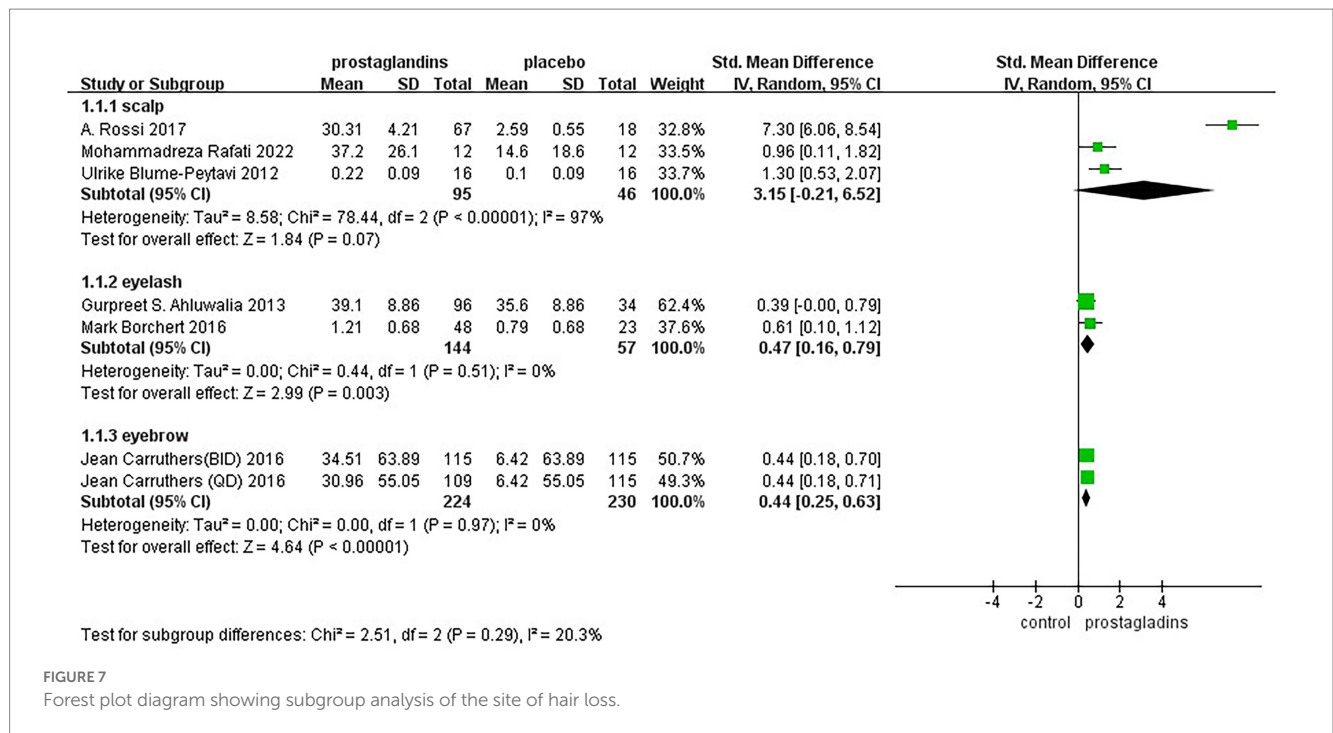 prostaglandins placebo Std. Mean Difference Std. Mean Difference
Study or Subgroup Mean SD Total Mean SD Total Weight IV, Random, 95% CI IV, Random, 95% CI
1.1.1 scalp
A. Rossi 2017 30.31 4.21 67 2.59 0.55 18 32.8% 7.30 [6.06, 8.54]
Mohammadreza Rafati 2022 37.2 26.1 12 14.6 18.6 12 33.5% 0.96 [0.11, 1.82]
Ulrike Blume-Peytavi 2012 0.22 0.09 16 0.1 0.09 16 33.7% 1.30 [0.53, 2.07]
Subtotal (95% CI) 95 46 100.0% 3.15 [-0.21, 6.52]
Heterogeneity: Tau² = 8.58; Chi² = 78.44, df = 2 (P < 0.00001); I² = 97%
Test for overall effect: Z = 1.84 (P = 0.07)
1.1.2 eyelash
Gurpreet S. Ahluwalia 2013 39.1 8.86 96 35.6 8.86 34 62.4% 0.39 [-0.00, 0.79]
Mark Borchert 2016 1.21 0.68 48 0.79 0.68 23 37.6% 0.61 [0.10, 1.12]
Subtotal (95% CI) 144 57 100.0% 0.47 [0.16, 0.79]
Heterogeneity: Tau² = 0.00; Chi² = 0.44, df = 1 (P = 0.51); I² = 0%
Test for overall effect: Z = 2.99 (P = 0.003)
1.1.3 eyebrow
Jean Carruthers(BID) 2016 34.51 63.89 115 6.42 63.89 115 50.7% 0.44 [0.18, 0.70]
Jean Carruthers (QD) 2016 30.96 55.05 109 6.42 55.05 115 49.3% 0.44 [0.18, 0.71]
Subtotal (95% CI) 224 230 100.0% 0.44 [0.25, 0.63]
Heterogeneity: Tau² = 0.00; Chi² = 0.00, df = 1 (P = 0.97); I² = 0%
Test for overall effect: Z = 4.64 (P < 0.00001)
-4 -2 0 2 4
control prostagladins
Test for subgroup differences: Chi² = 2.51, df = 2 (P = 0.29), I² = 20.3%
FIGURE 7
Forest plot diagram showing subgroup analysis of the site of hair loss.